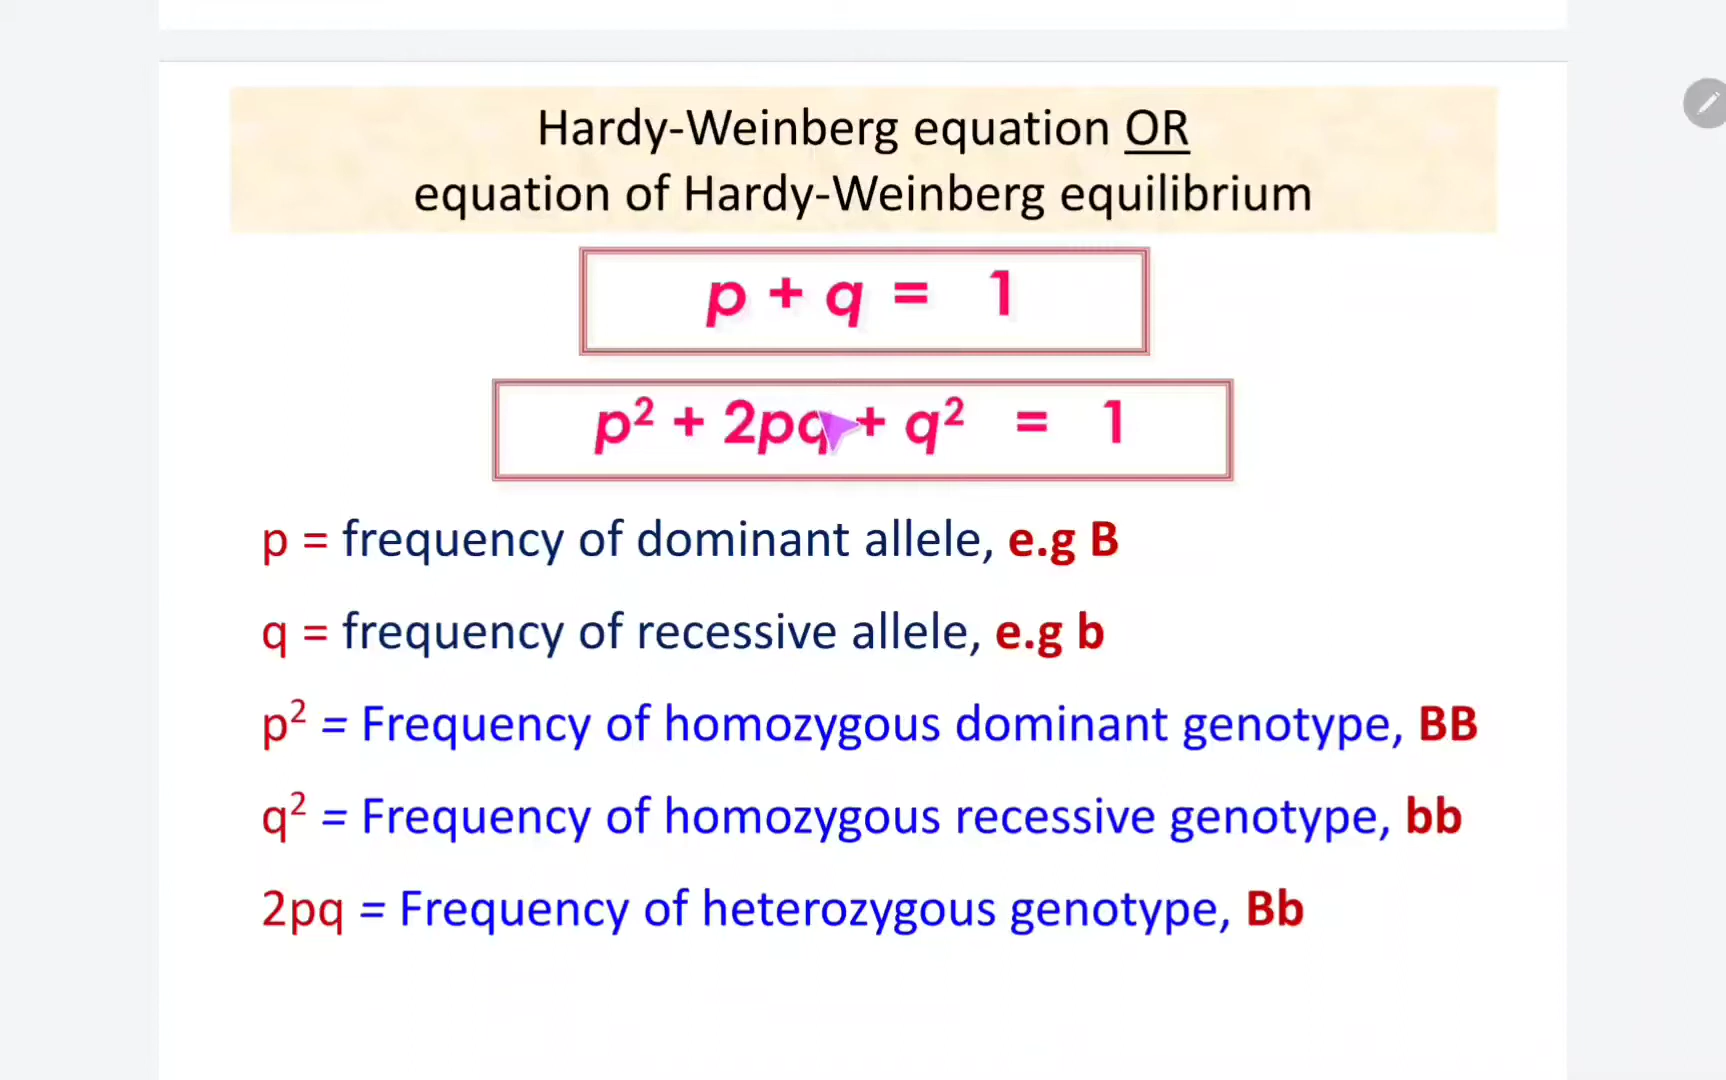 Hardy-Weinberg equation OR
equation of Hardy-Weinberg equilibrium
p + q = 1
p² + 2pq + q² = 1
p = frequency of dominant allele, e.g B
q = frequency of recessive allele, e.g b
p² = Frequency of homozygous dominant genotype, BB
q² = Frequency of homozygous recessive genotype, bb
2pq = Frequency of heterozygous genotype, Bb